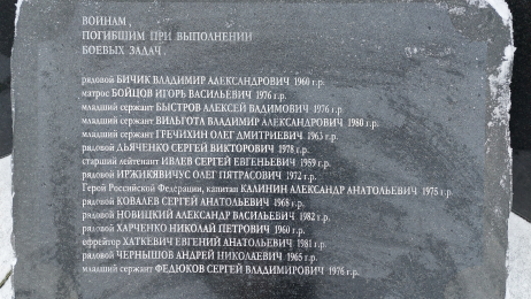 ВОИНАМ,
ПОГИБШИМ ПРИ ВЫПОЛНЕНИИ
БОЕВЫХ ЗАДАЧ.
рядовой БИЧИК ВЛАДИМИР АЛЕКСАНДРОВИЧ 1960 г.р.
матрос БОЙЦОВ ИГОРЬ ВАСИЛЬЕВИЧ 1976 г.р.
младший сержант БЫСТРОВ АЛЕКСЕЙ ВАДИМОВИЧ 1976 г.р.
младший сержант ВИЛЬГОТА ВЛАДИМИР АЛЕКСАНДРОВИЧ 1980 г.р.
младший сержант ГРЕЧИХИН ОЛЕГ ДМИТРИЕВИЧ 1963 г.р.
рядовой ДЬЯЧЕНКО СЕРГЕЙ ВИКТОРОВИЧ 1978 г.р.
старший лейтенант ИВЛЕВ СЕРГЕЙ ЕВГЕНЬЕВИЧ 1959 г.р.
рядовой ИРЖИКЯВИЧУС ОЛЕГ ПЯТРАСОВИЧ 1972 г.р.
Герой Российской Федерации, капитан КАЛИНИН АЛЕКСАНДР АНАТОЛЬЕВИЧ 1975 г.р.
рядовой КОВАЛЕВ СЕРГЕЙ АНАТОЛЬЕВИЧ 1968 г.р.
рядовой НОВИЦКИЙ АЛЕКСАНДР ВАСИЛЬЕВИЧ 1982 г.р.
рядовой ХАРЧЕНКО НИКОЛАЙ ПЕТРОВИЧ 1960 г.р.
ефрейтор ХАТКЕВИЧ ЕВГЕНИЙ АНАТОЛЬЕВИЧ 1981 г.р.
рядовой ЧЕРНЫШОВ АНДРЕЙ НИКОЛАЕВИЧ 1965 г.р.
младший сержант ФЕДЮКОВ СЕРГЕЙ ВЛАДИМИРОВИЧ 1976 г.р.